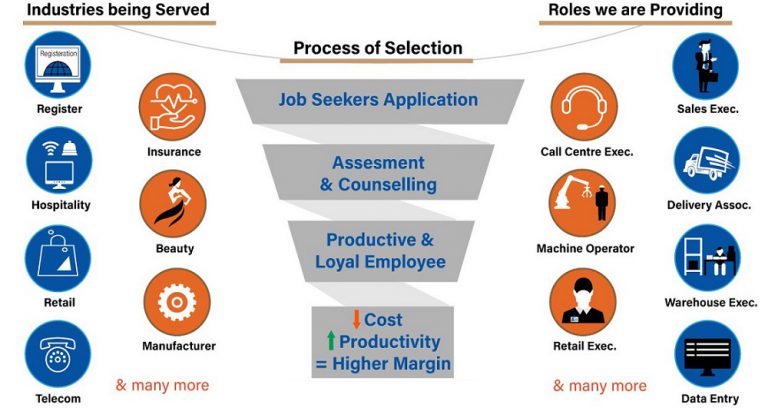 Industries being Served
Roles we are Providing
Process of Selection
Registeration
Register
Insurance
Hospitality
Beauty
Retail
Manufacturer
Telecom
& many more
Job Seekers Application
Assesment
& Counselling
Productive &
Loyal Employee
Cost
Productivity
= Higher Margin
Sales Exec.
Call Centre Exec.
Delivery Assoc.
Machine Operator
Warehouse Exec.
Retail Exec.
Data Entry
& many more